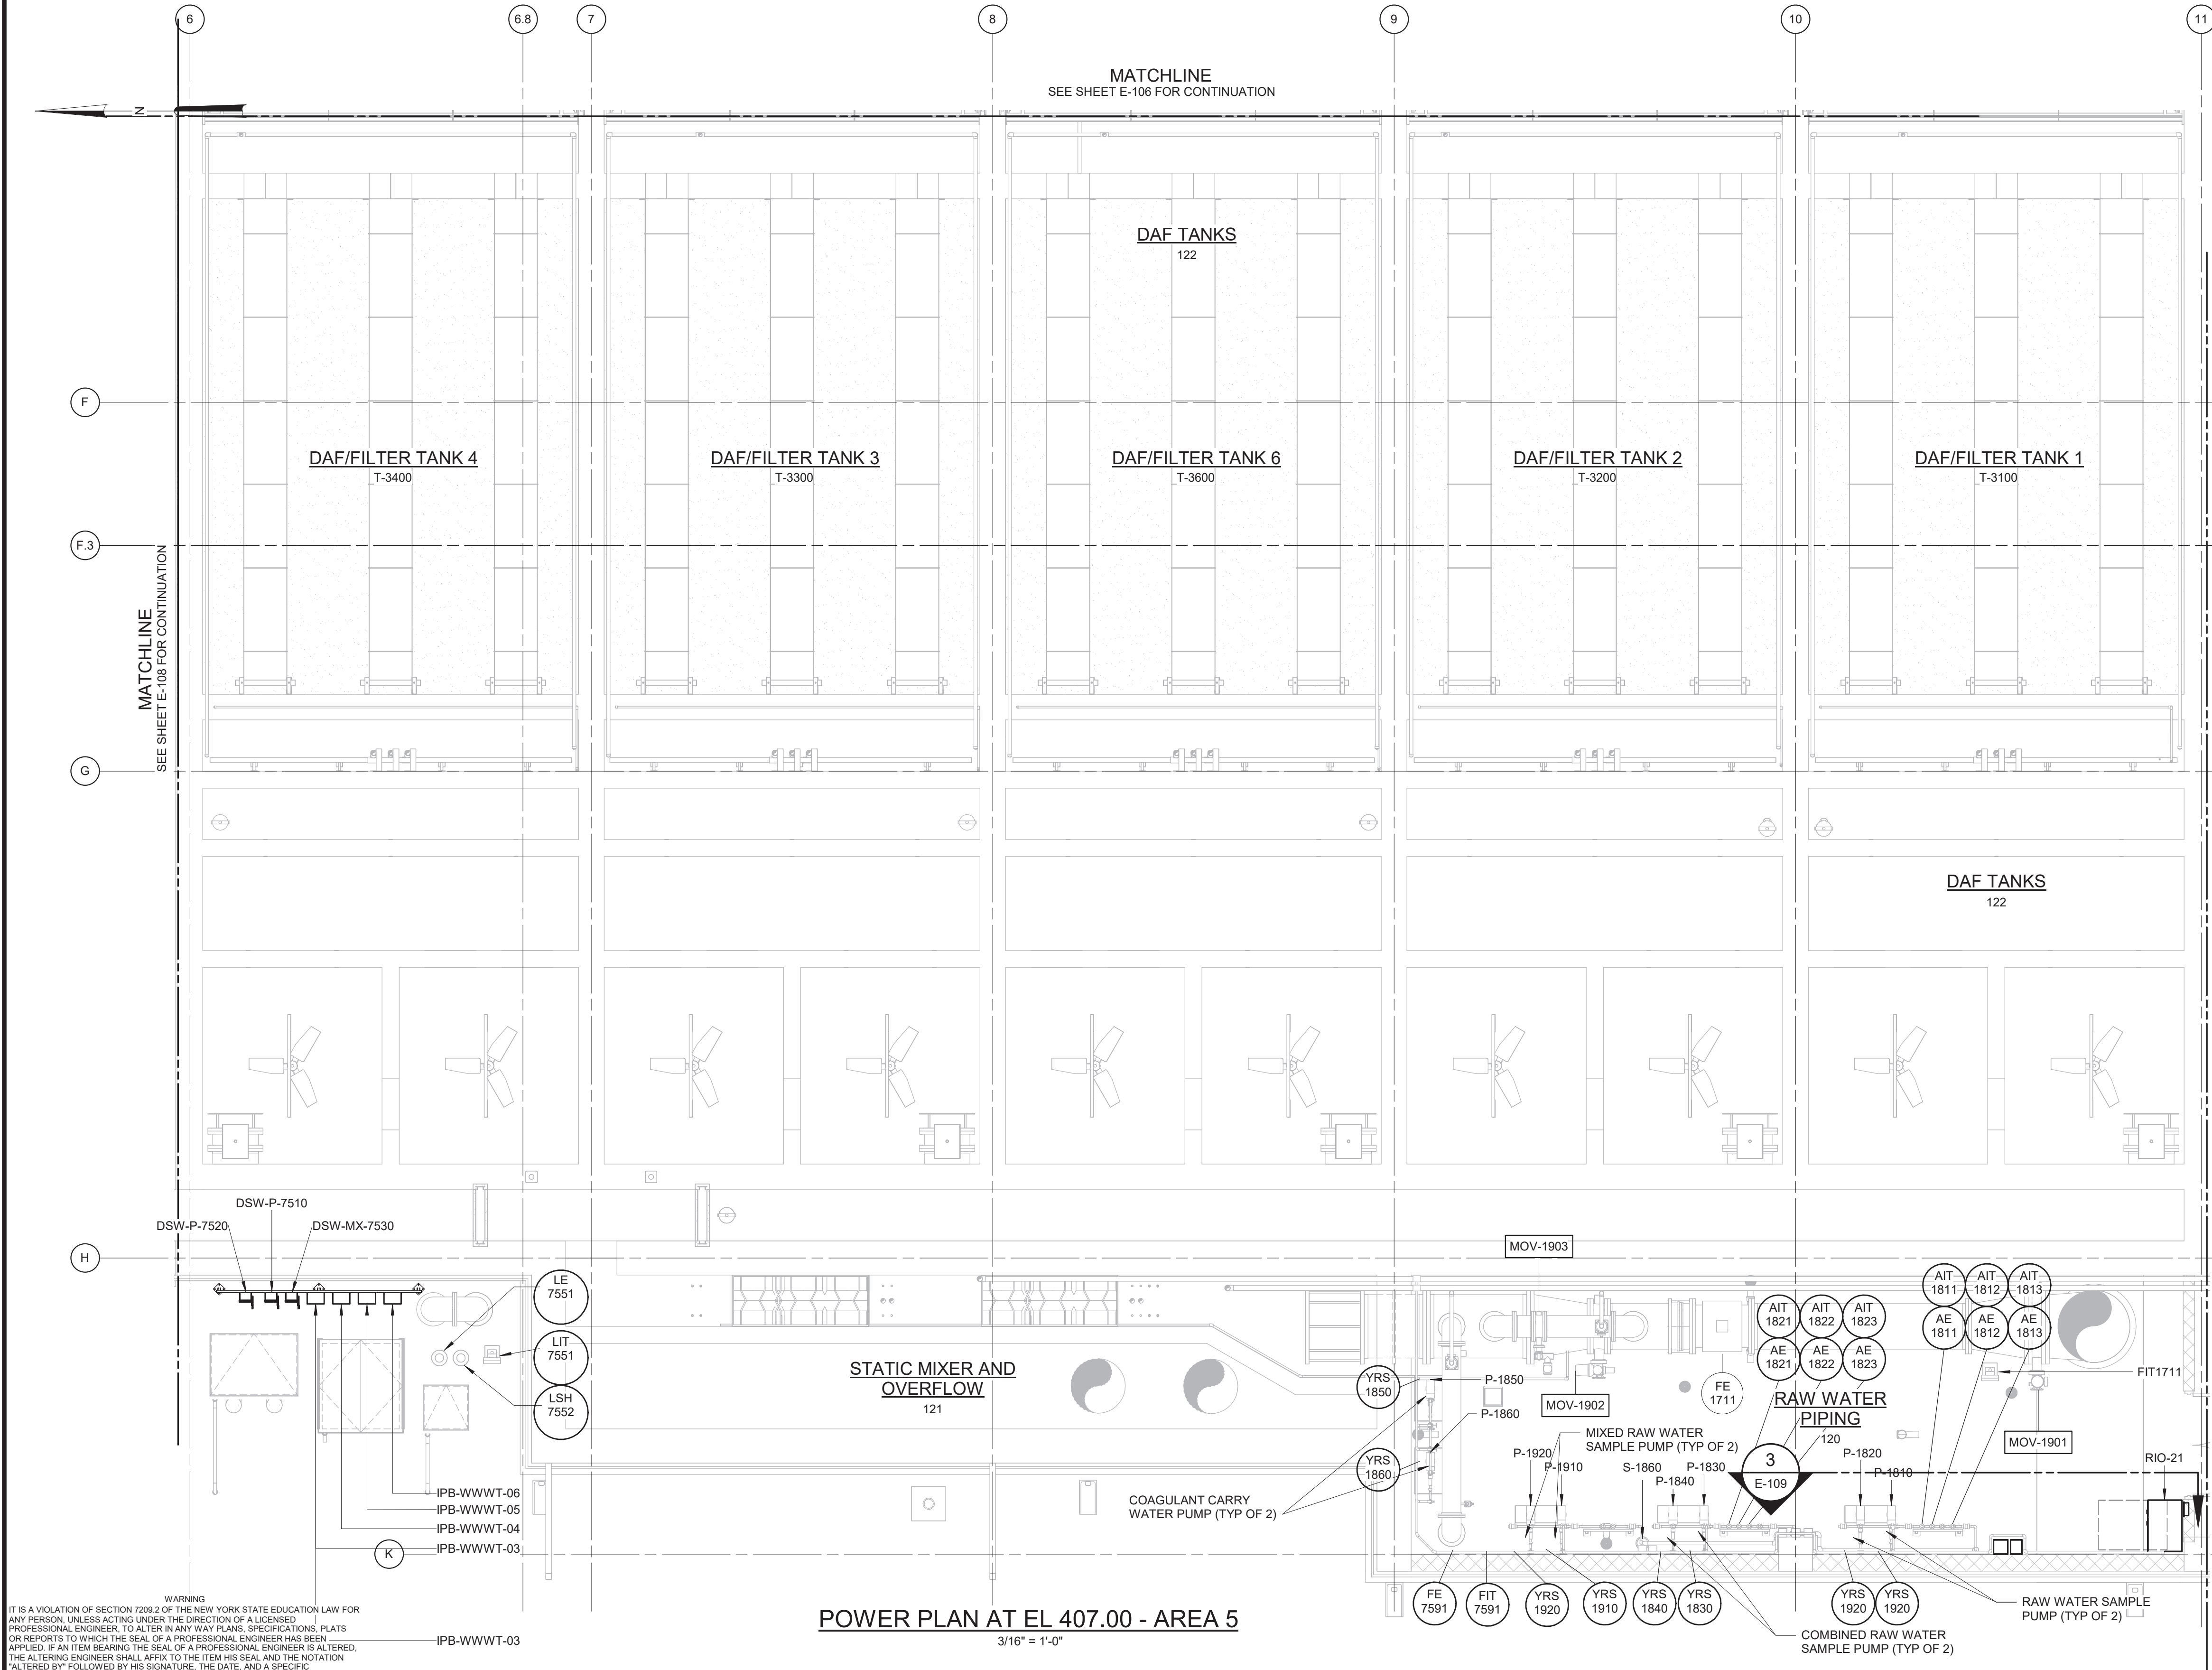 6
6.8
7
8
9
10
11
MATCHLINE
SEE SHEET E-106 FOR CONTINUATION
N
DAF TANKS
122
F
DAF/FILTER TANK 4
T-3400
DAF/FILTER TANK 3
T-3300
DAF/FILTER TANK 6
T-3600
DAF/FILTER TANK 2
T-3200
DAF/FILTER TANK 1
T-3100
F.3
MATCHLINE
SEE SHEET E-108 FOR CONTINUATION
G
DAF TANKS
122
DSW-P-7510
DSW-P-7520
DSW-MX-7530
H
MOV-1903
LE
7551
LIT
7551
LSH
7552
STATIC MIXER AND
OVERFLOW
121
YRS
1850
P-1850
P-1860
YRS
1860
MOV-1902
FE
1711
AIT
1821
AIT
1822
AIT
1823
AE
1821
AE
1822
AE
1823
AIT
1811
AIT
1812
AIT
1813
AE
1811
AE
1812
AE
1813
FIT1711
RAW WATER
PIPING
120
MOV-1901
MIXED RAW WATER
SAMPLE PUMP (TYP OF 2)
P-1920
P-1910
S-1860
P-1840
P-1830
3
E-109
P-1820
P-1810
RIO-21
COAGULANT CARRY
WATER PUMP (TYP OF 2)
IPB-WWWT-06
IPB-WWWT-05
IPB-WWWT-04
IPB-WWWT-03
K
FE
7591
FIT
7591
YRS
1920
YRS
1910
YRS
1840
YRS
1830
YRS
1920
YRS
1920
RAW WATER SAMPLE
PUMP (TYP OF 2)
COMBINED RAW WATER
SAMPLE PUMP (TYP OF 2)
POWER PLAN AT EL 407.00 - AREA 5
3/16" = 1'-0"
IPB-WWWT-03
WARNING
IT IS A VIOLATION OF SECTION 7209.2 OF THE NEW YORK STATE EDUCATION LAW FOR
ANY PERSON, UNLESS ACTING UNDER THE DIRECTION OF A LICENSED
PROFESSIONAL ENGINEER, TO ALTER IN ANY WAY PLANS, SPECIFICATIONS, PLATS
OR REPORTS TO WHICH THE SEAL OF A PROFESSIONAL ENGINEER HAS BEEN
APPLIED. IF AN ITEM BEARING THE SEAL OF A PROFESSIONAL ENGINEER IS ALTERED,
THE ALTERING ENGINEER SHALL AFFIX TO THE ITEM HIS SEAL AND THE NOTATION
"ALTERED BY" FOLLOWED BY HIS SIGNATURE, THE DATE, AND A SPECIFIC